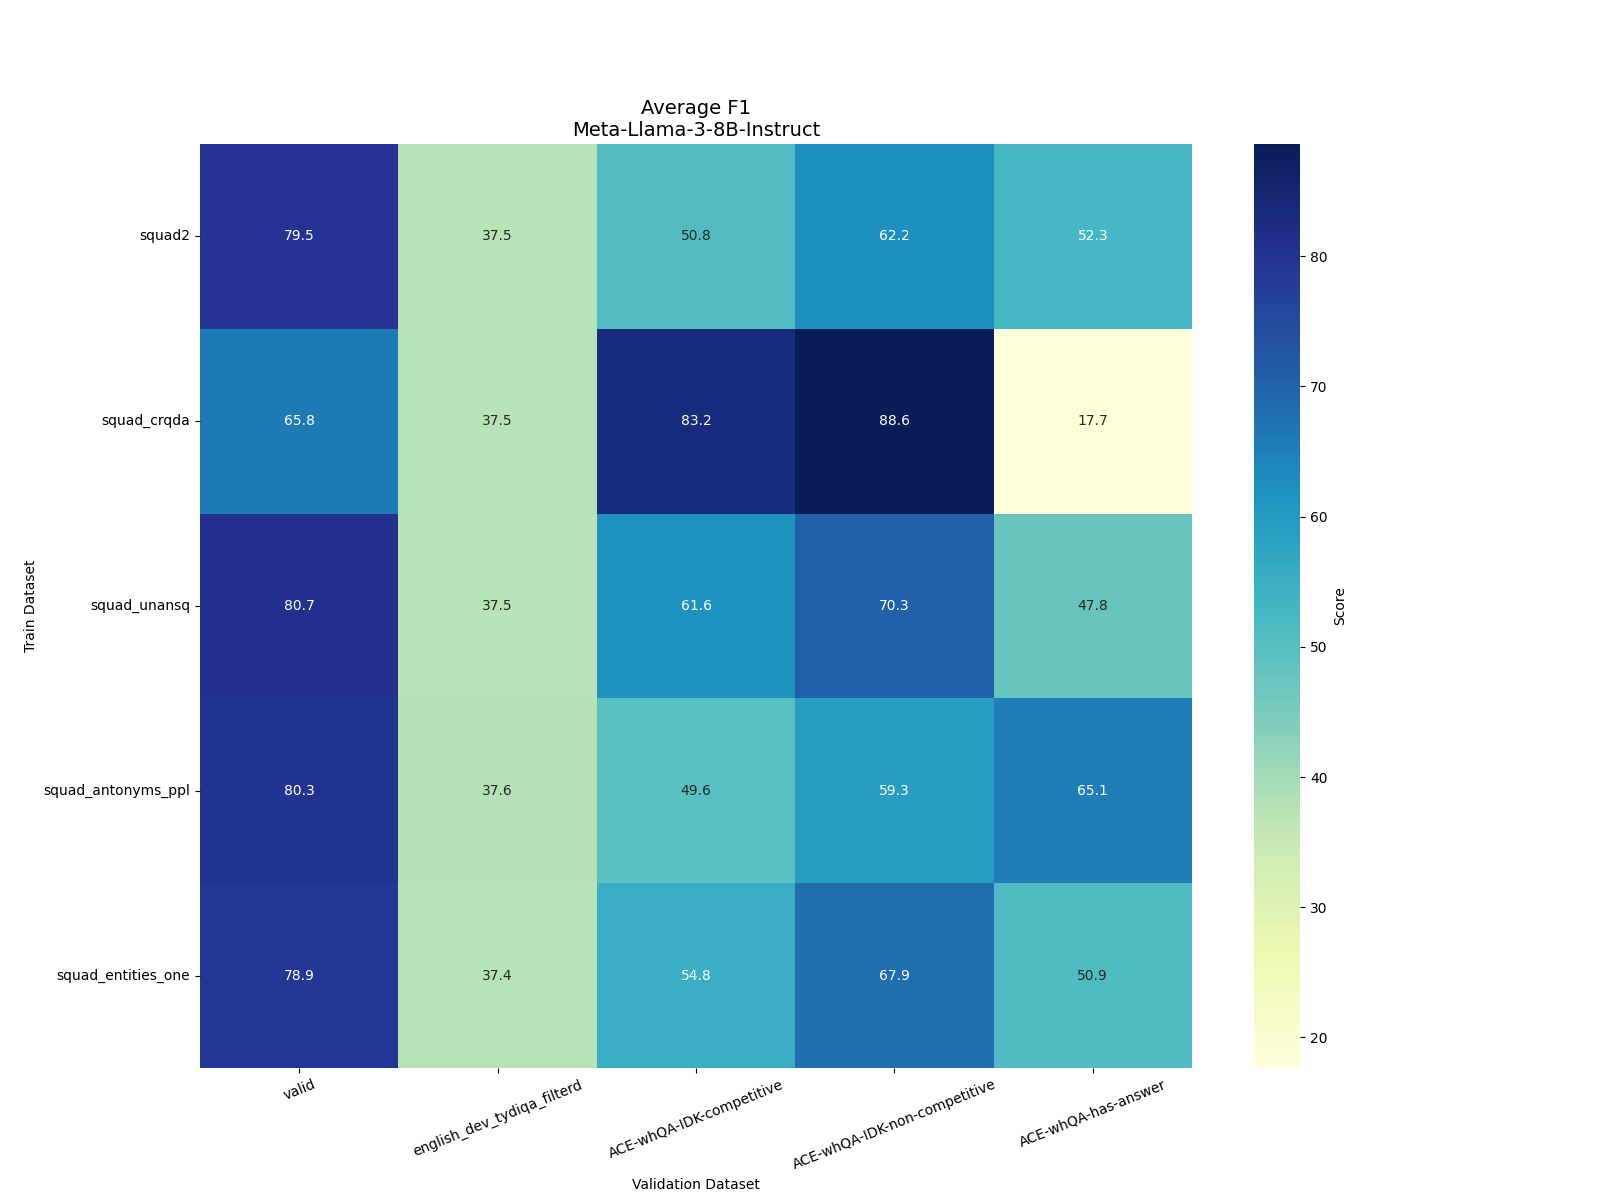 Average F1
Meta-Llama-3-8B-Instruct
Train Dataset
squad2 79.5 37.5 50.8 62.2 52.3
squad_crqda 65.8 37.5 83.2 88.6 17.7
squad_unansq 80.7 37.5 61.6 70.3 47.8
squad_antonyms_ppl 80.3 37.6 49.6 59.3 65.1
squad_entities_one 78.9 37.4 54.8 67.9 50.9
valid english_dev_tydiqa_filterd ACE-whQA-IDK-competitive ACE-whQA-IDK-non-competitive ACE-whQA-has-answer
Validation Dataset
80
70
60
50
40
30
20
Score